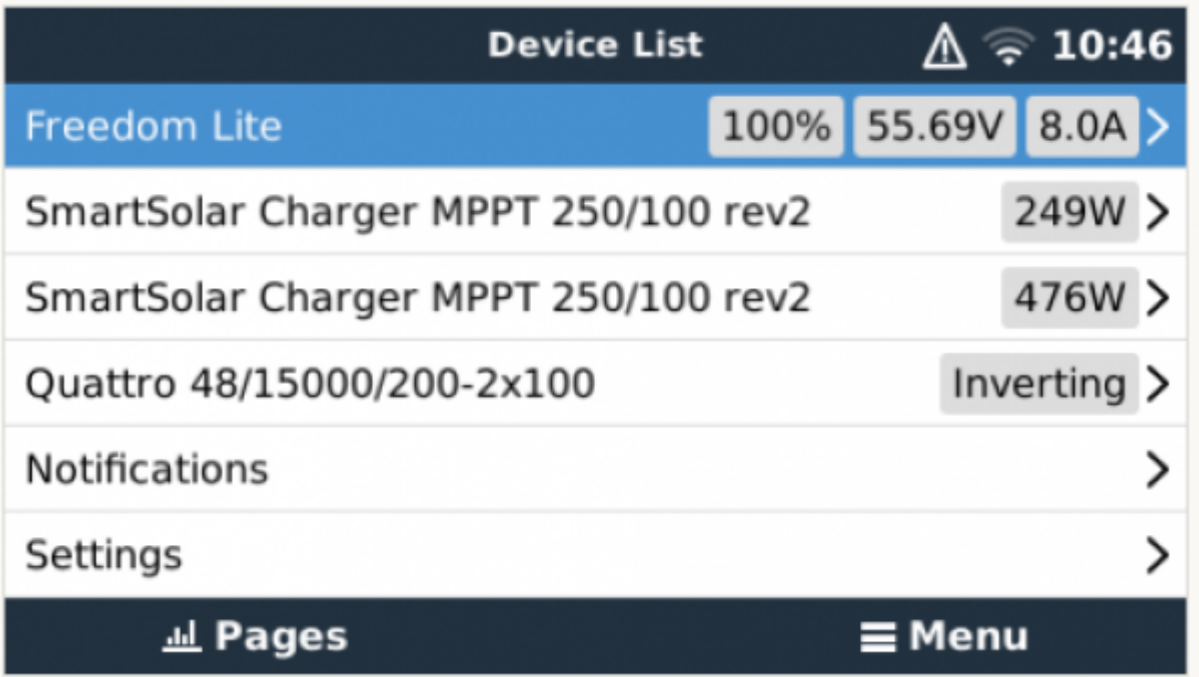 Device List 10:46
Freedom Lite 100% 55.69V 8.0A
SmartSolar Charger MPPT 250/100 rev2 249W
SmartSolar Charger MPPT 250/100 rev2 476W
Quattro 48/15000/200-2x100 Inverting
Notifications
Settings
Pages Menu